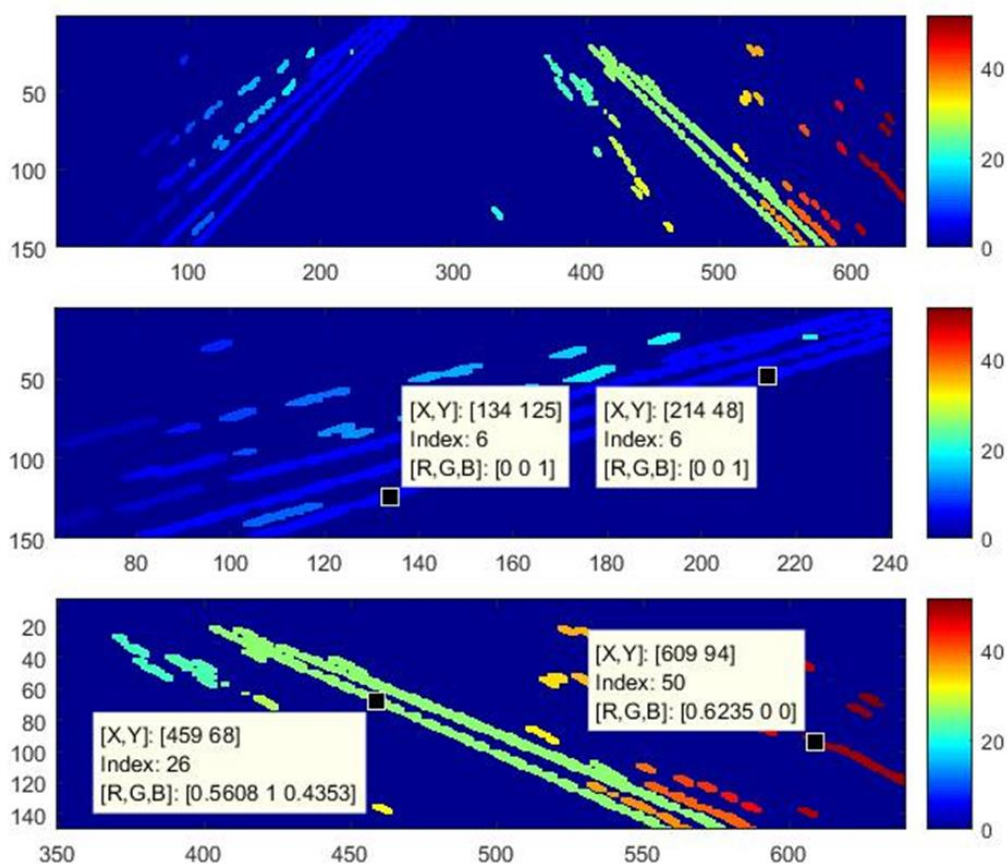 50
100
150
100 200 300 400 500 600
0
20
40
50
100
150
80 100 120 140 160 180 200 220 240
0
20
40
[X,Y]: [134 125]
Index: 6
[R,G,B]: [0 0 1]
[X,Y]: [214 48]
Index: 6
[R,G,B]: [0 0 1]
20
40
60
80
100
120
140
350 400 450 500 550 600
0
20
40
[X,Y]: [459 68]
Index: 26
[R,G,B]: [0.5608 1 0.4353]
[X,Y]: [609 94]
Index: 50
[R,G,B]: [0.6235 0 0]